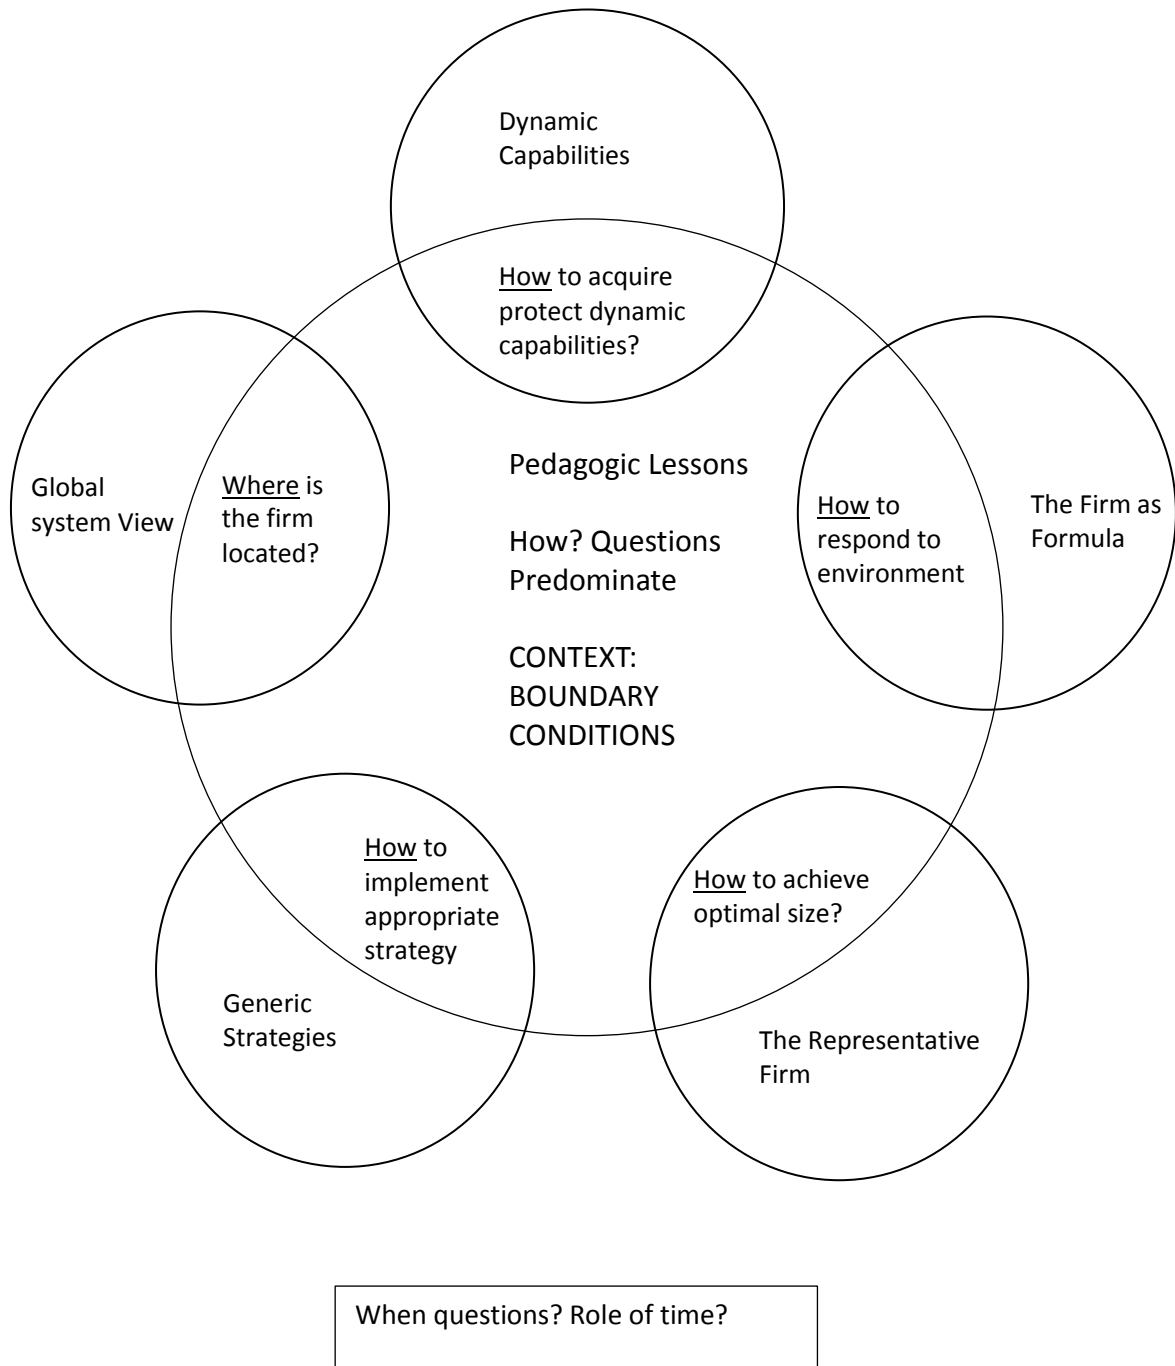 Dynamic
Capabilities
How to acquire
protect dynamic
capabilities?
Global
system View
Where is
the firm
located?
Pedagogic Lessons
How? Questions
Predominate
CONTEXT:
BOUNDARY
CONDITIONS
How to
respond to
environment
The Firm as
Formula
How to
implement
appropriate
strategy
Generic
Strategies
How to achieve
optimal size?
The Representative
Firm
When questions? Role of time?